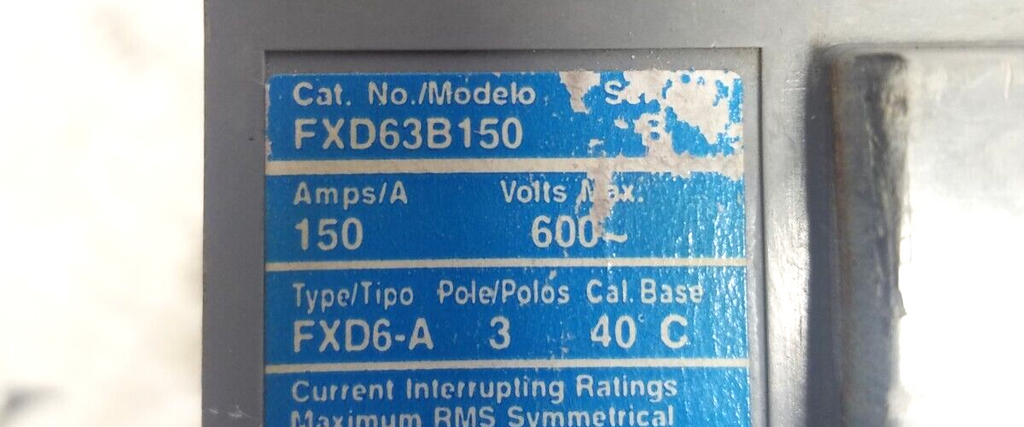 Cat. No./Modelo
FXD63B150
Amps/A Volts Max.
150 600~
Type/Tipo Pole/Polos Cal. Base
FXD6-A 3 40 °C
Current Interrupting Ratings
Maximum RMS Symmetrical